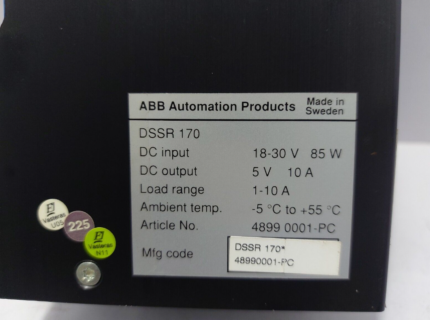 ABB Automation Products Made in Sweden
DSSR 170
DC input 18-30 V 85 W
DC output 5 V 10 A
Load range 1-10 A
Ambient temp. -5 °C to +55 °C
Article No. 4899 0001-PC
Mfg code DSSR 170*
48990001-PC
225